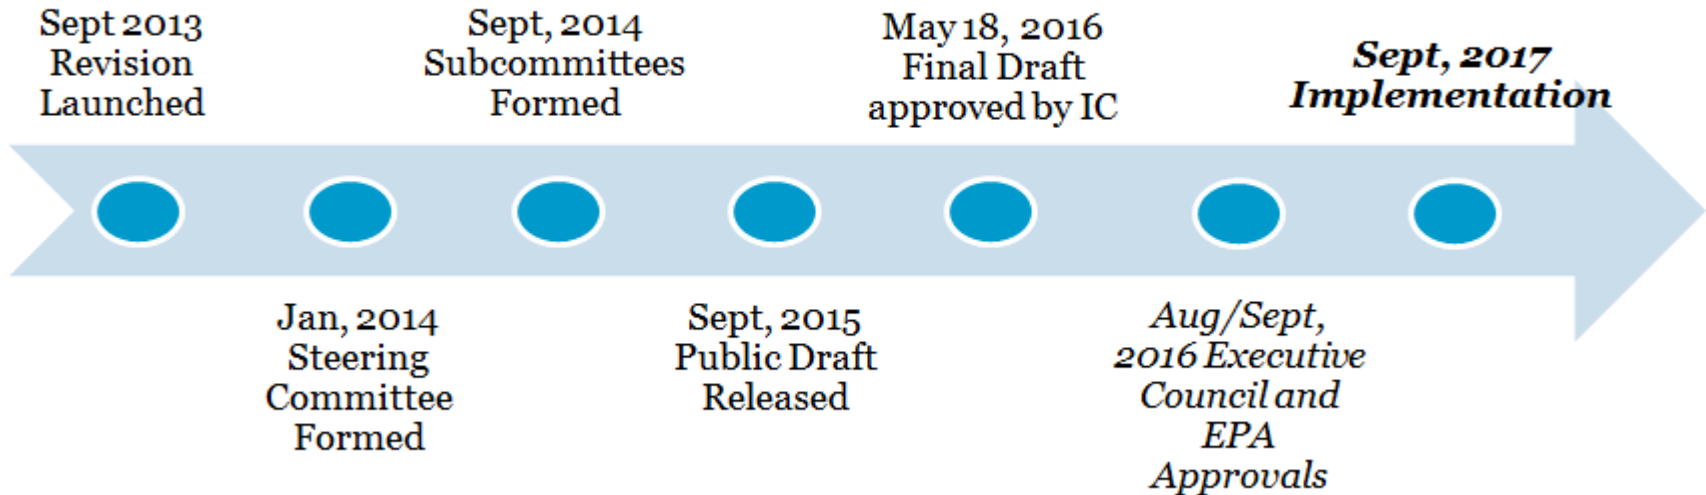 Sept 2013
Revision
Launched
Jan, 2014
Steering
Committee
Formed
Sept, 2014
Subcommittees
Formed
Sept, 2015
Public Draft
Released
May 18, 2016
Final Draft
approved by IC
Aug/Sept,
2016 Executive
Council and
EPA
Approvals
Sept, 2017
Implementation